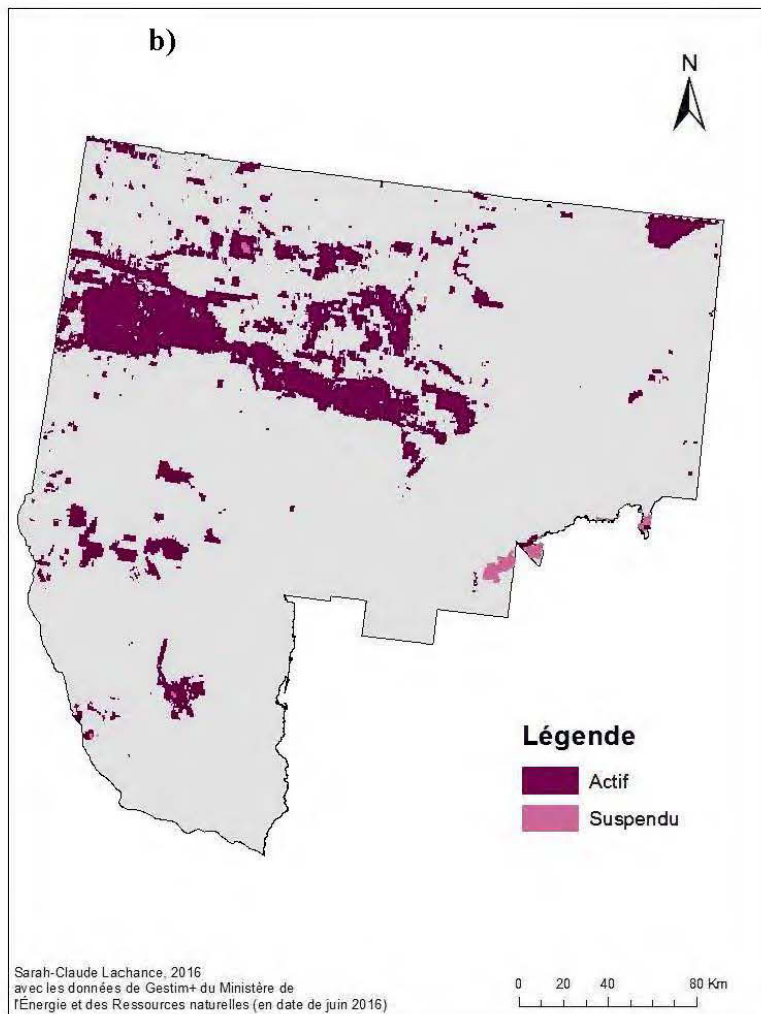 b)
N
Légende
Actif
Suspendu
Sarah-Claude Lachance, 2016
avec les données de Gestim+ du Ministère de
l'Énergie et des Ressources naturelles (en date de juin 2016)
0 20 40 80 Km